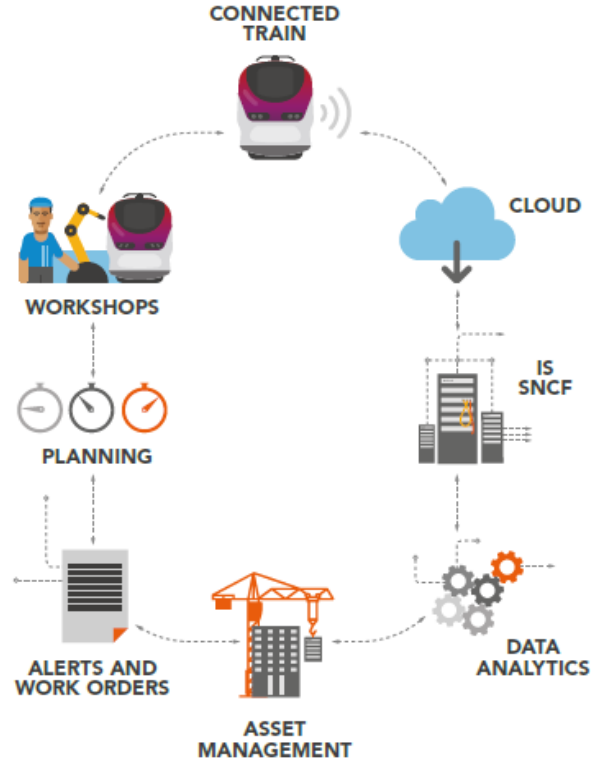 CONNECTED
TRAIN
CLOUD
WORKSHOPS
IS
SNCF
PLANNING
DATA
ANALYTICS
ALERTS AND
WORK ORDERS
ASSET
MANAGEMENT